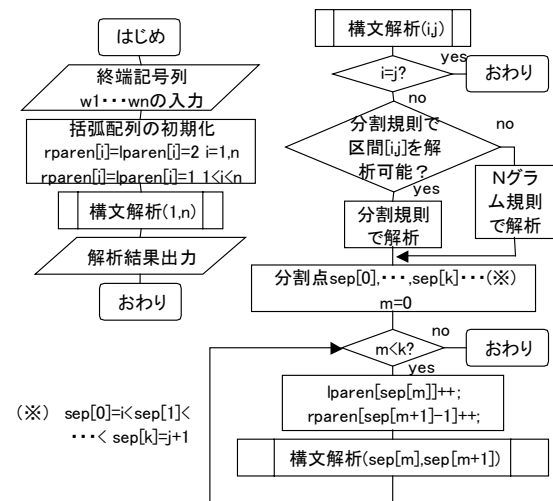 はじめ
終端記号列
w1・・・wnの入力
括弧配列の初期化
rparen[i]=lparen[i]=2 i=1,n
rparen[i]=lparen[i]=1 1<i<n
構文解析(1,n)
解析結果出力
おわり
(※) sep[0]=i<sep[1]<
・・・< sep[k]=j+1
構文解析(i,j)
i=j?
yes
おわり
no
分割規則で
区間[i,j]を解
析可能？
no
yes
分割規則
で解析
Nグラ
ム規則
で解析
分割点sep[0],・・・,sep[k]・・・(※)
m=0
m<k?
no
おわり
yes
lparen[sep[m]]++;
rparen[sep[m+1]-1]++;
構文解析(sep[m],sep[m+1])